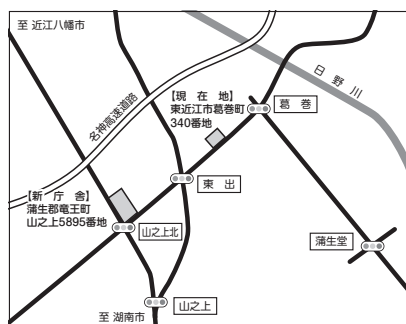 至 近江八幡市
名神高速道路
【現 在 地】
東近江市葛巻町
340番地
日野川
葛 巻
東 出
【新 庁 舎】
蒲生郡竜王町
山之上5895番地
山之上北
蒲生堂
山之上
至 湖南市